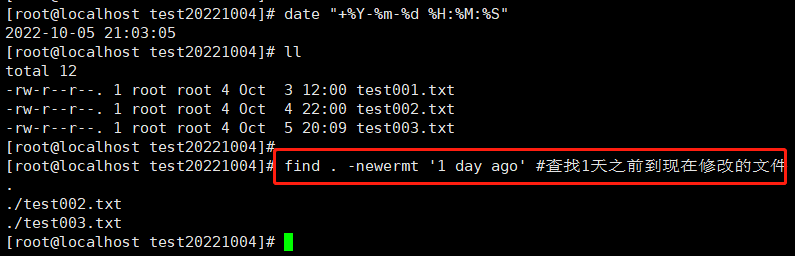 [root@localhost test20221004]# date "+%Y-%m-%d %H:%M:%S"
2022-10-05 21:03:05
[root@localhost test20221004]# ll
total 12
-rw-r--r--. 1 root root 4 Oct  3 12:00 test001.txt
-rw-r--r--. 1 root root 4 Oct  4 22:00 test002.txt
-rw-r--r--. 1 root root 4 Oct  5 20:09 test003.txt
[root@localhost test20221004]#
[root@localhost test20221004]# find . -newermt '1 day ago' #查找1天之前到现在修改的文件
.
./test002.txt
./test003.txt
[root@localhost test20221004]#